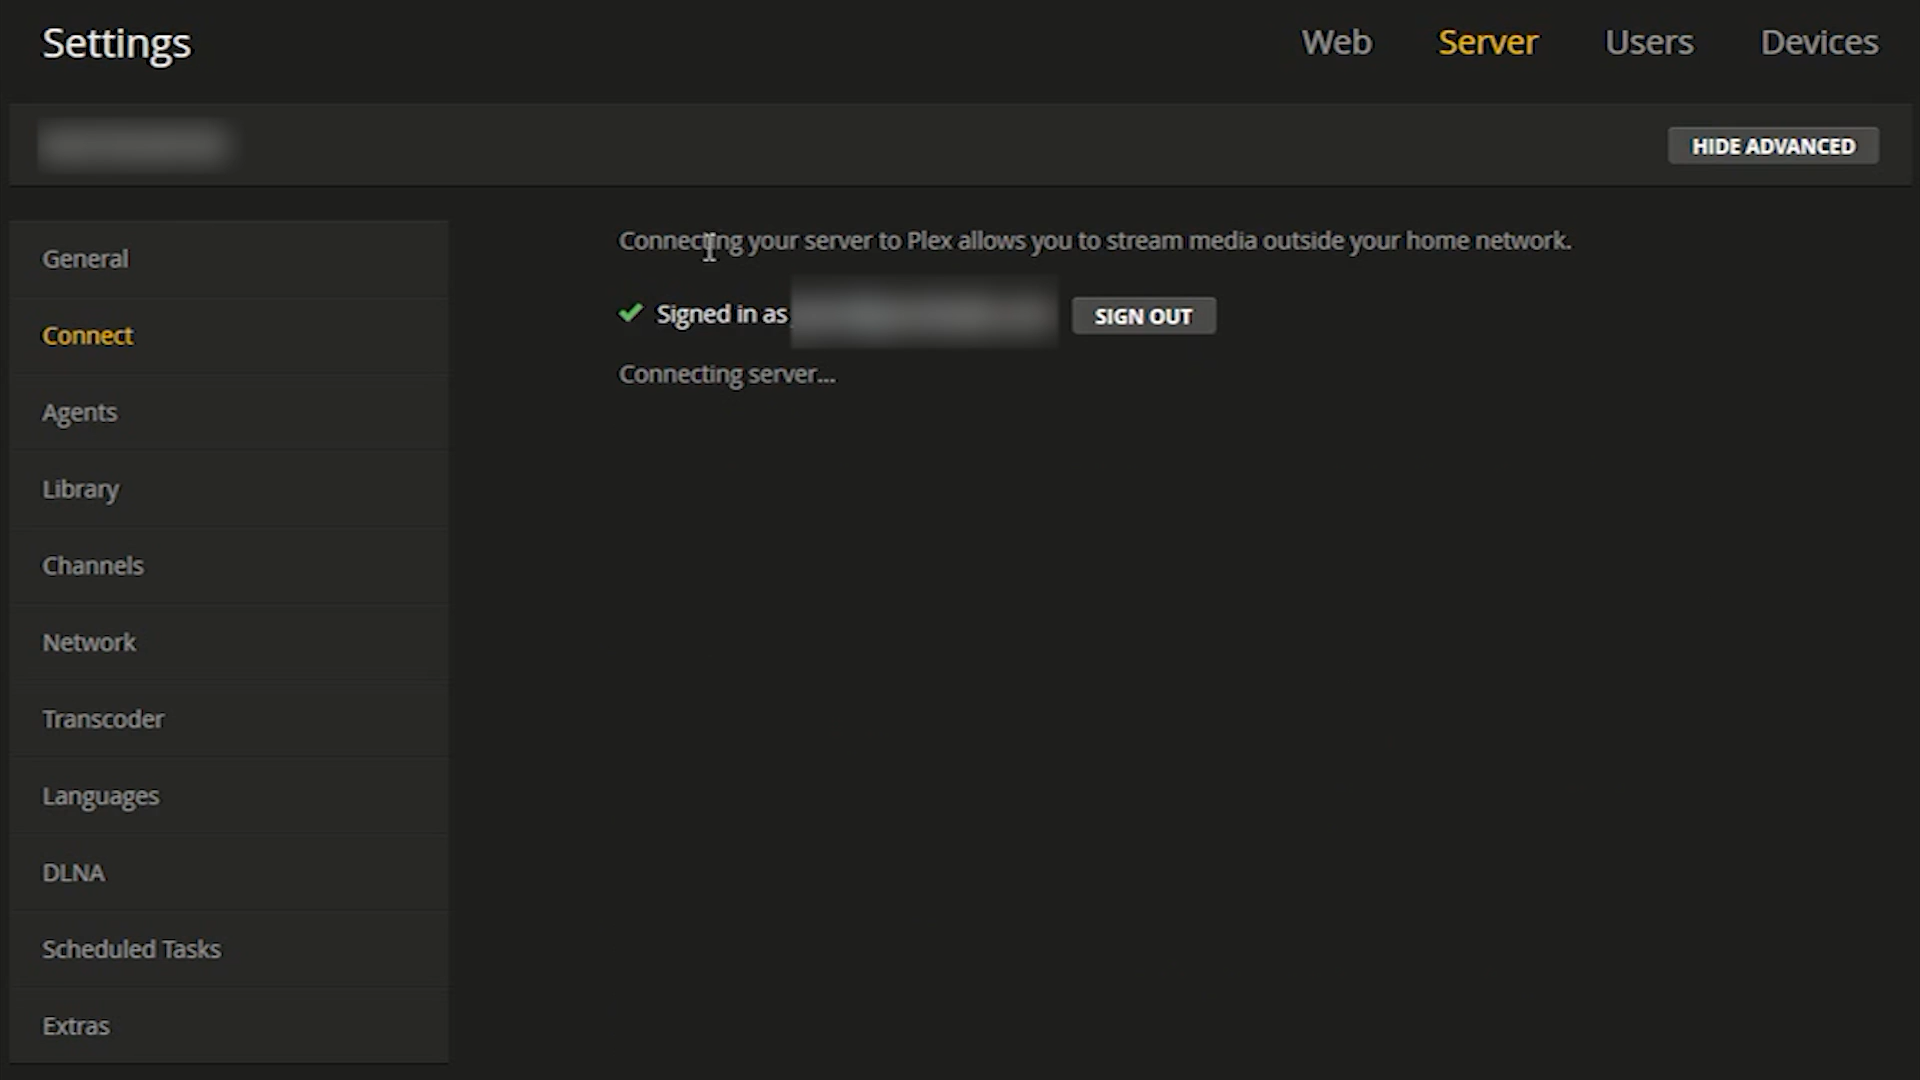 Settings
Web Server Users Devices
HIDE ADVANCED
General
Connect
Agents
Library
Channels
Network
Transcoder
Languages
DLNA
Scheduled Tasks
Extras
Connecting your server to Plex allows you to stream media outside your home network.
Signed in as
SIGN OUT
Connecting server...